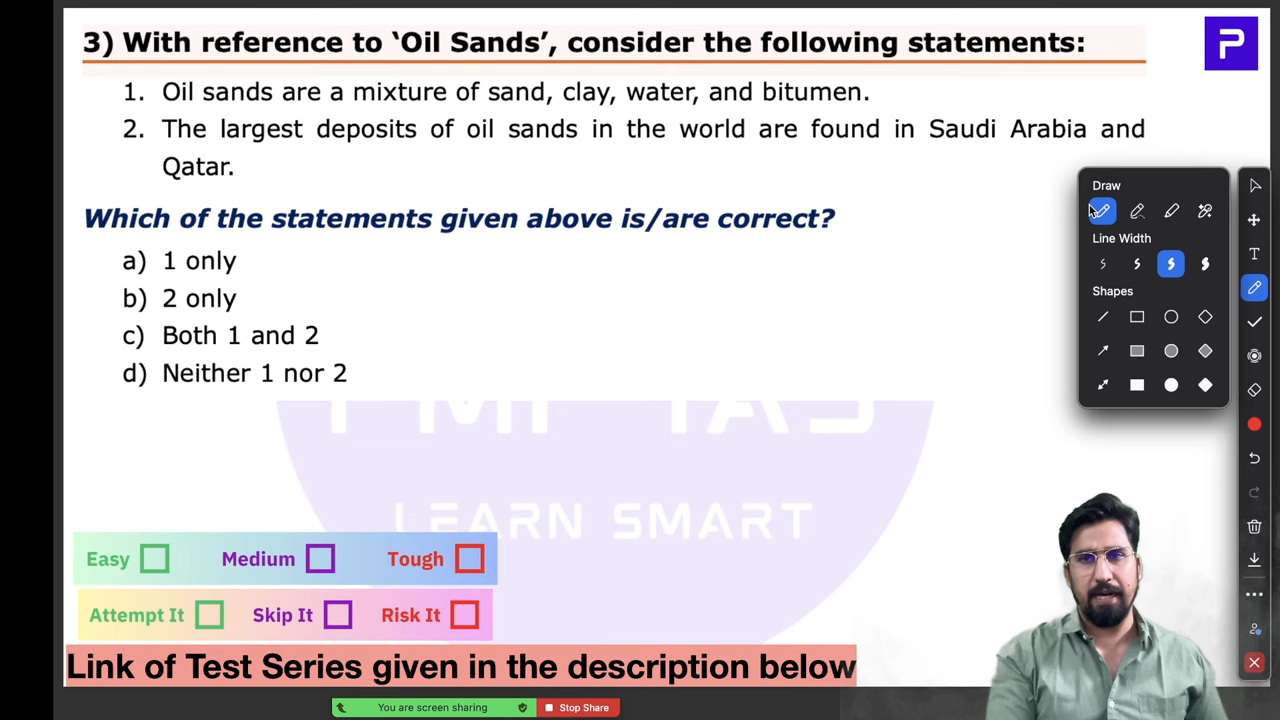 3) With reference to ‘Oil Sands’, consider the following statements:
1. Oil sands are a mixture of sand, clay, water, and bitumen.
2. The largest deposits of oil sands in the world are found in Saudi Arabia and
Qatar.
Which of the statements given above is/are correct?
a) 1 only
b) 2 only
c) Both 1 and 2
d) Neither 1 nor 2
PMF IAS
LEARN SMART
Easy Medium Tough
Attempt It Skip It Risk It
Link of Test Series given in the description below
You are screen sharing Stop Share
Draw
Line Width
Shapes